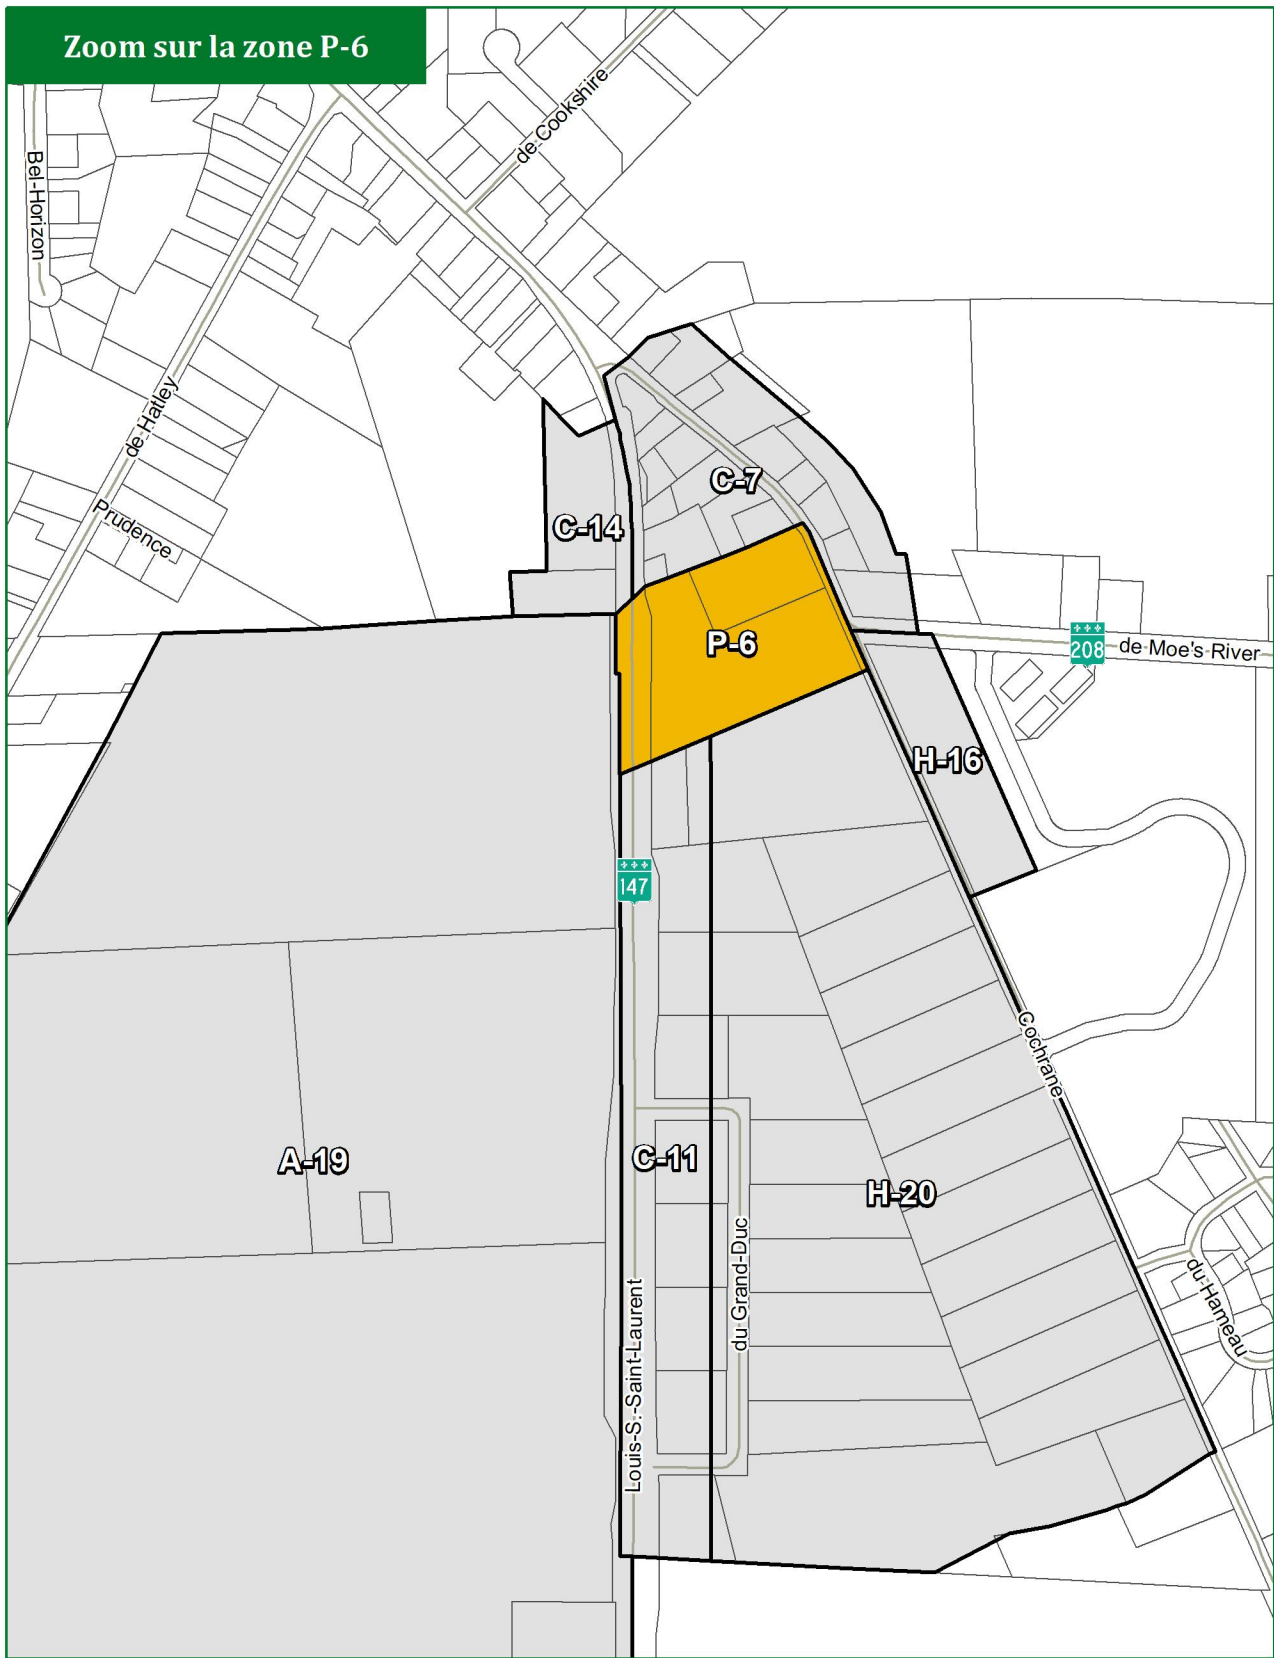 Zoom sur la zone P-6
de Cookshire
Bel-Horizon
de Hatley
Prudence
C-7
C-14
P-6
208
de Moe's River
H-16
147
Cochrane
A-19
C-11
H-20
du Grand-Duc
du Hameau
Louis-S.-Saint-Laurent